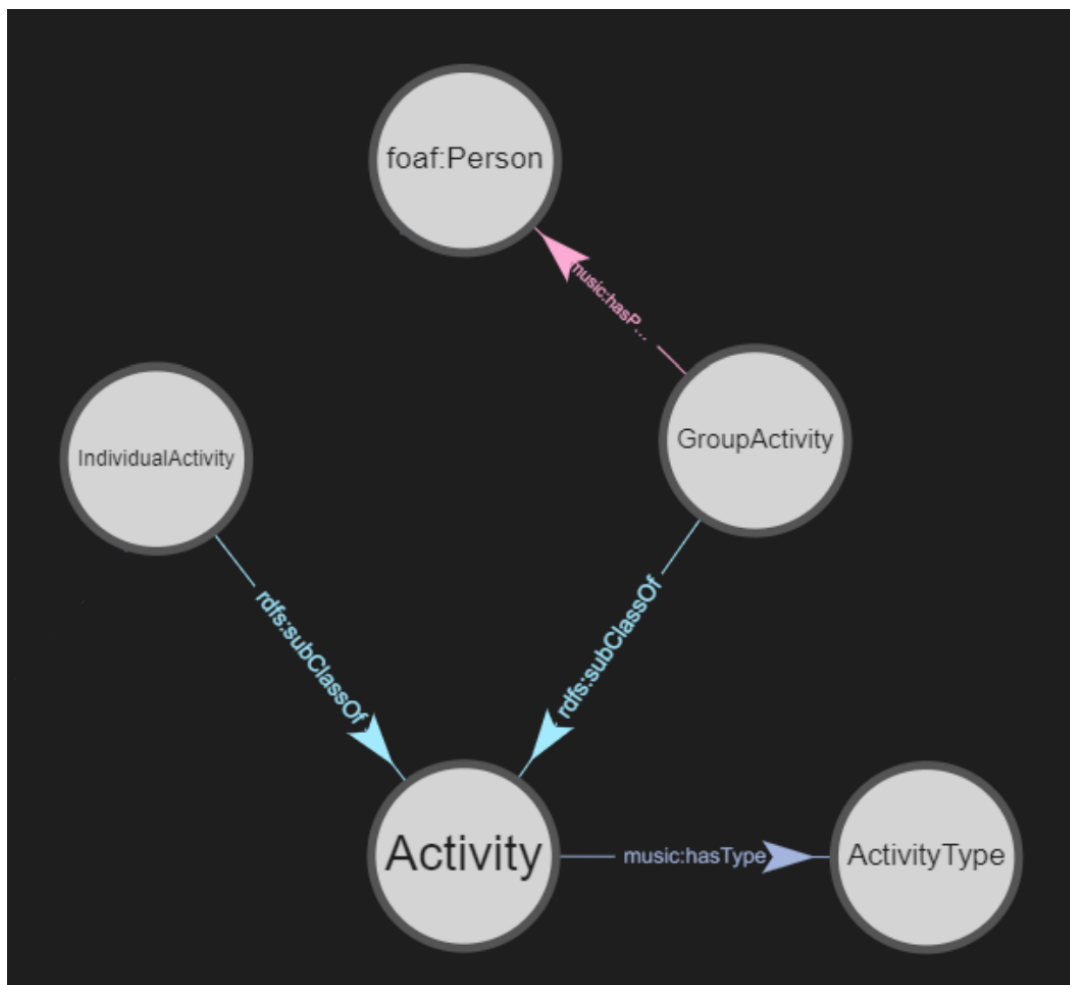 foaf:Person
music:hasP...
IndividualActivity
GroupActivity
rdfs:subClassOf
rdfs:subClassOf
Activity
music:hasType
ActivityType